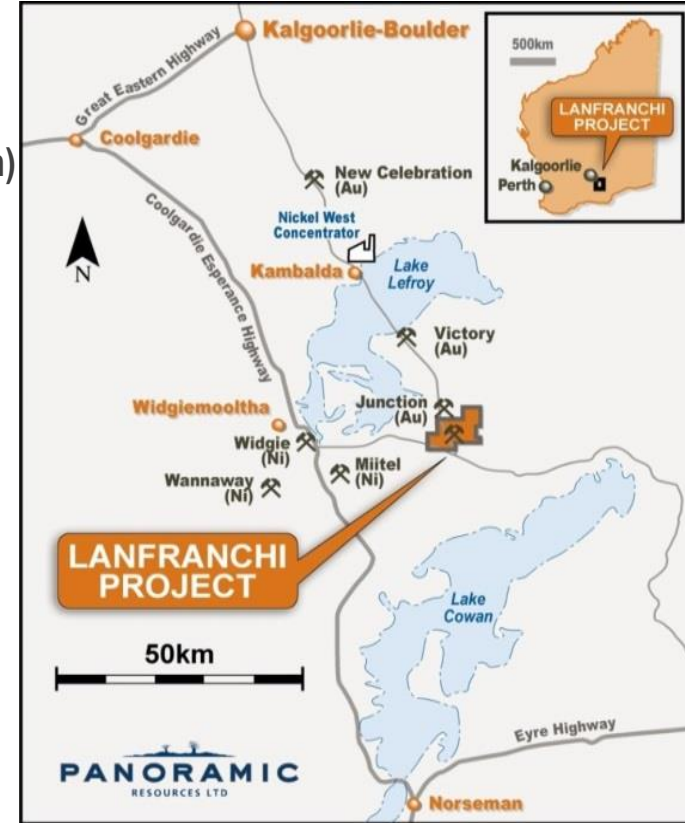 Kalgoorlie-Boulder
Great Eastern Highway
Coolgardie
n)
500km
LANFRANCHI
PROJECT
Kalgoorlie
Perth
New Celebration
(Au)
Nickel West
Concentrator
N
Coolgardie Esperance Highway
Kambalda
Lake
Lefroy
Victory
(Au)
Junction
(Au)
Widgiemooltha
Widgie
(Ni)
Miitel
(Ni)
Wannaway
(Ni)
LANFRANCHI
PROJECT
Lake
Cowan
50km
Eyre Highway
PANORAMIC
RESOURCES LTD
Norseman